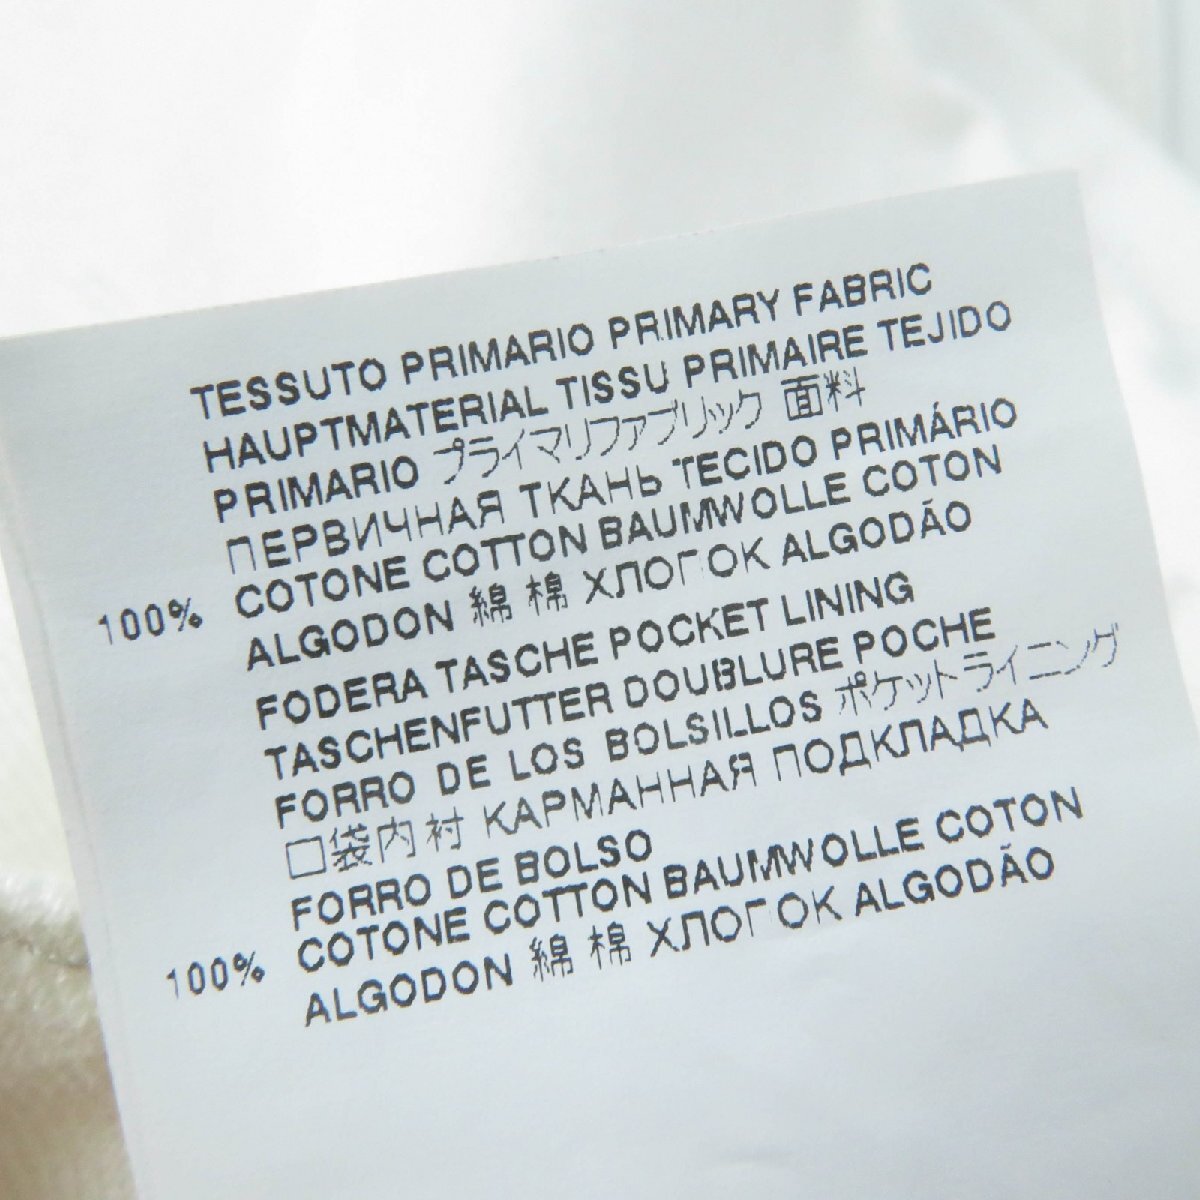 TESSUTO PRIMARIO PRIMARY FABRIC
HAUPTMATERIAL TISSU PRIMAIRE TEJIDO
PRIMARIO プライマリファブリック 面料
ПЕРВИЧНАЯ ТКАНЬ TECIDO PRIMÁRIO
100% COTONE COTTON BAUMWOLLE COTON
ALGODON 綿 棉 ХЛОГОК ALGODÃO
FODERA TASCHE POCKET LINING
TASCHENFUTTER DOUBLURE POCHE
FORRO DE LOS BOLSILLOS ポケットライニング
口袋内衬 КАРМАННАЯ ПОДКЛАДКА
FORRO DE BOLSO
100% COTONE COTTON BAUMWOLLE COTON
ALGODON 綿 棉 ХЛОГОК ALGODÃO